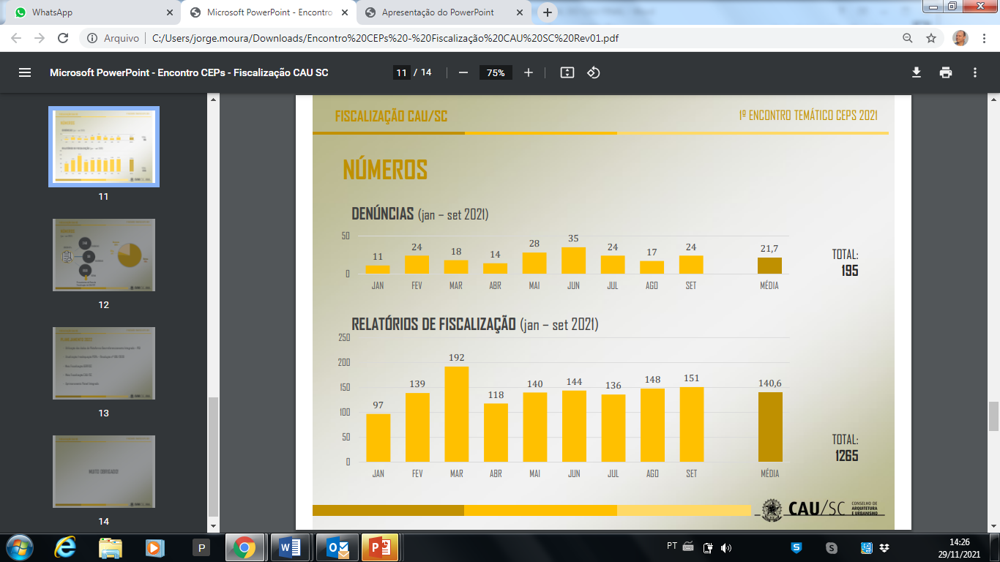 WhatsApp
Microsoft PowerPoint - Encontro
Apresentação do PowerPoint
Arquivo
C:/Users/jorge.moura/Downloads/Encontro%20CEPs%20-%20Fiscalização%20CAU%20SC%20Rev01.pdf
Microsoft PowerPoint - Encontro CEPs - Fiscalização CAU SC
11 / 14
75%
11
12
13
14
FISCALIZAÇÃO CAU/SC
1º ENCONTRO TEMÁTICO CEPS 2021
NÚMEROS
DENÚNCIAS (jan – set 2021)
50
0
11 24 18 14 28 35 24 17 24 21,7
JAN FEV MAR ABR MAI JUN JUL AGO SET MÉDIA
TOTAL:
195
RELATÓRIOS DE FISCALIZAÇÃO (jan – set 2021)
250
200
150
100
50
0
97 139 192 118 140 144 136 148 151 140,6
JAN FEV MAR ABR MAI JUN JUL AGO SET MÉDIA
TOTAL:
1265
CAU/SC
CONSELHO DE
ARQUITETURA
E URBANISMO
PT
14:26
29/11/2021